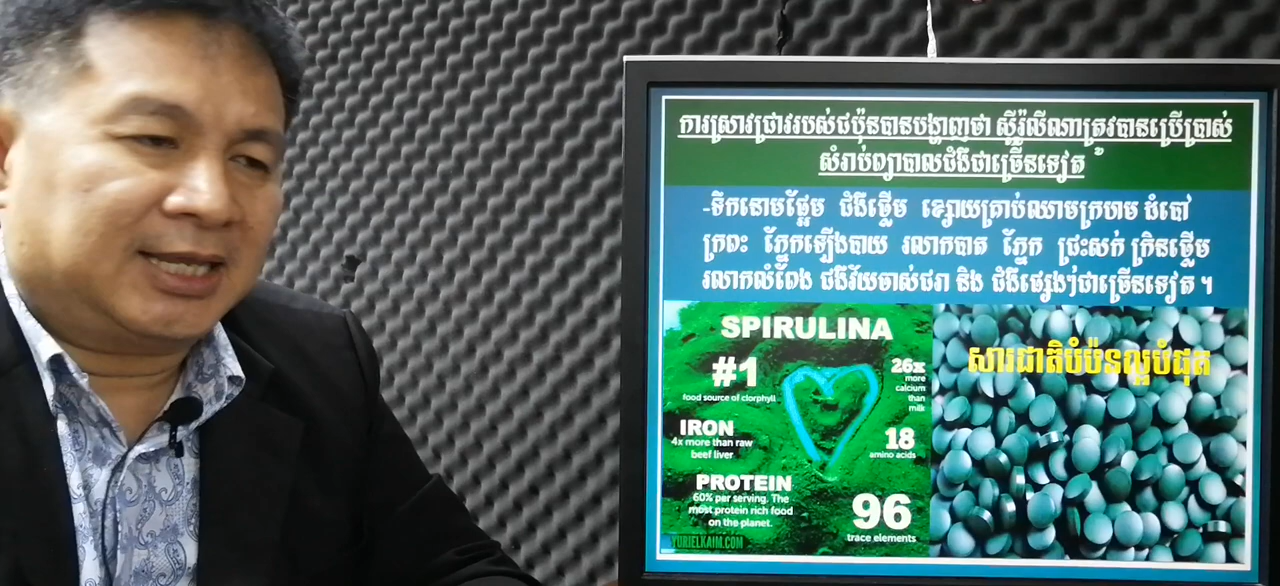 ការស្រាវជ្រាវរបស់ជប៉ុនបានបង្ហាញថា ស្ពីរ៉ូលីណាត្រូវបានប្រើប្រាស់
សំរាប់ព្យាបាលជំងឺជាច្រើនទៀត
-ទឹកនោមផ្អែម ជំងឺថ្លើម ខ្សោយគ្រាប់ឈាមក្រហម ដំបៅ
ក្រពះ ភ្នែកឡើងបាយ រលាកបាត ភ្នែក ជ្រុះសក់ ក្រិនថ្លើម
រលាកលំពែង ជំងឺវ័យចាស់ជរា និង ជំងឺផ្សេងៗជាច្រើនទៀត ។
SPIRULINA
#1
food source of clorphyll
26x
more
calcium
than
milk
IRON
4x more than raw
beef liver
18
amino acids
PROTEIN
60% per serving. The
most protein rich food
on the planet.
96
trace elements
YURIELKAIM.COM
សារជាតិបំប៉នល្អបំផុត